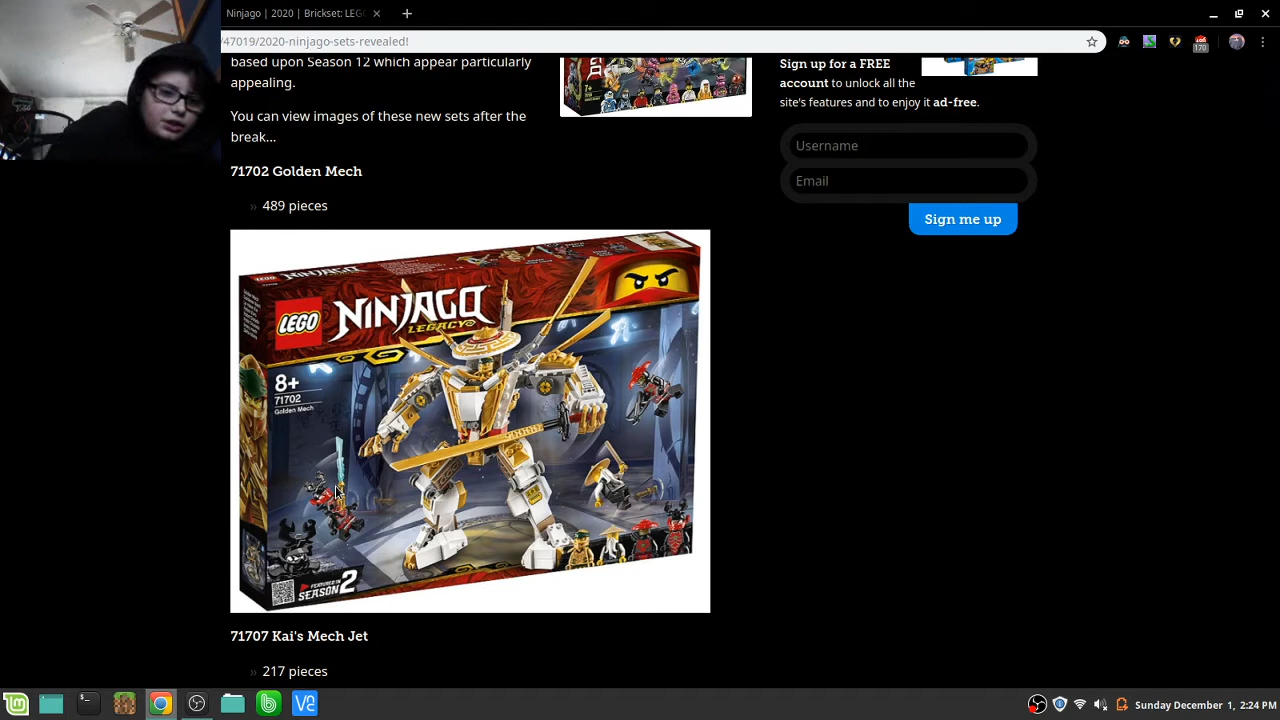 Ninjago | 2020 | Brickset: LEG
47019/2020-ninjago-sets-revealed!
170
based upon Season 12 which appear particularly
appealing.
You can view images of these new sets after the
break...
71702 Golden Mech
» 489 pieces
LEGO
NINJAGO
LEGACY
8+
71702
Golden Mech
FEATURED IN
SEASON 2
71707 Kai's Mech Jet
» 217 pieces
Sign up for a FREE
account to unlock all the
site's features and to enjoy it ad-free.
Username
Email
Sign me up
Sunday December 1, 2:24 PM